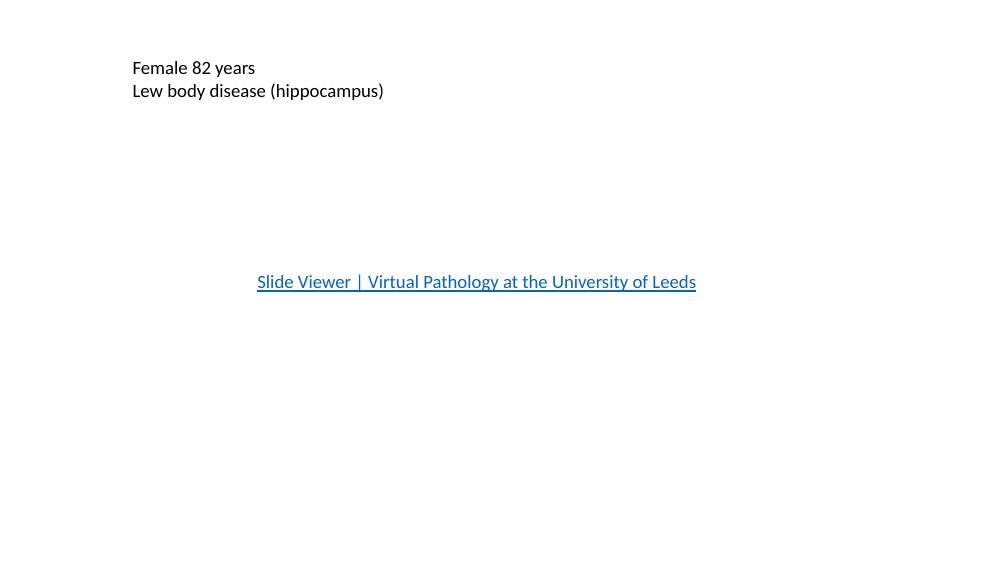 Female 82 years
Lew body disease (hippocampus)
Slide Viewer | Virtual Pathology at the University of Leeds